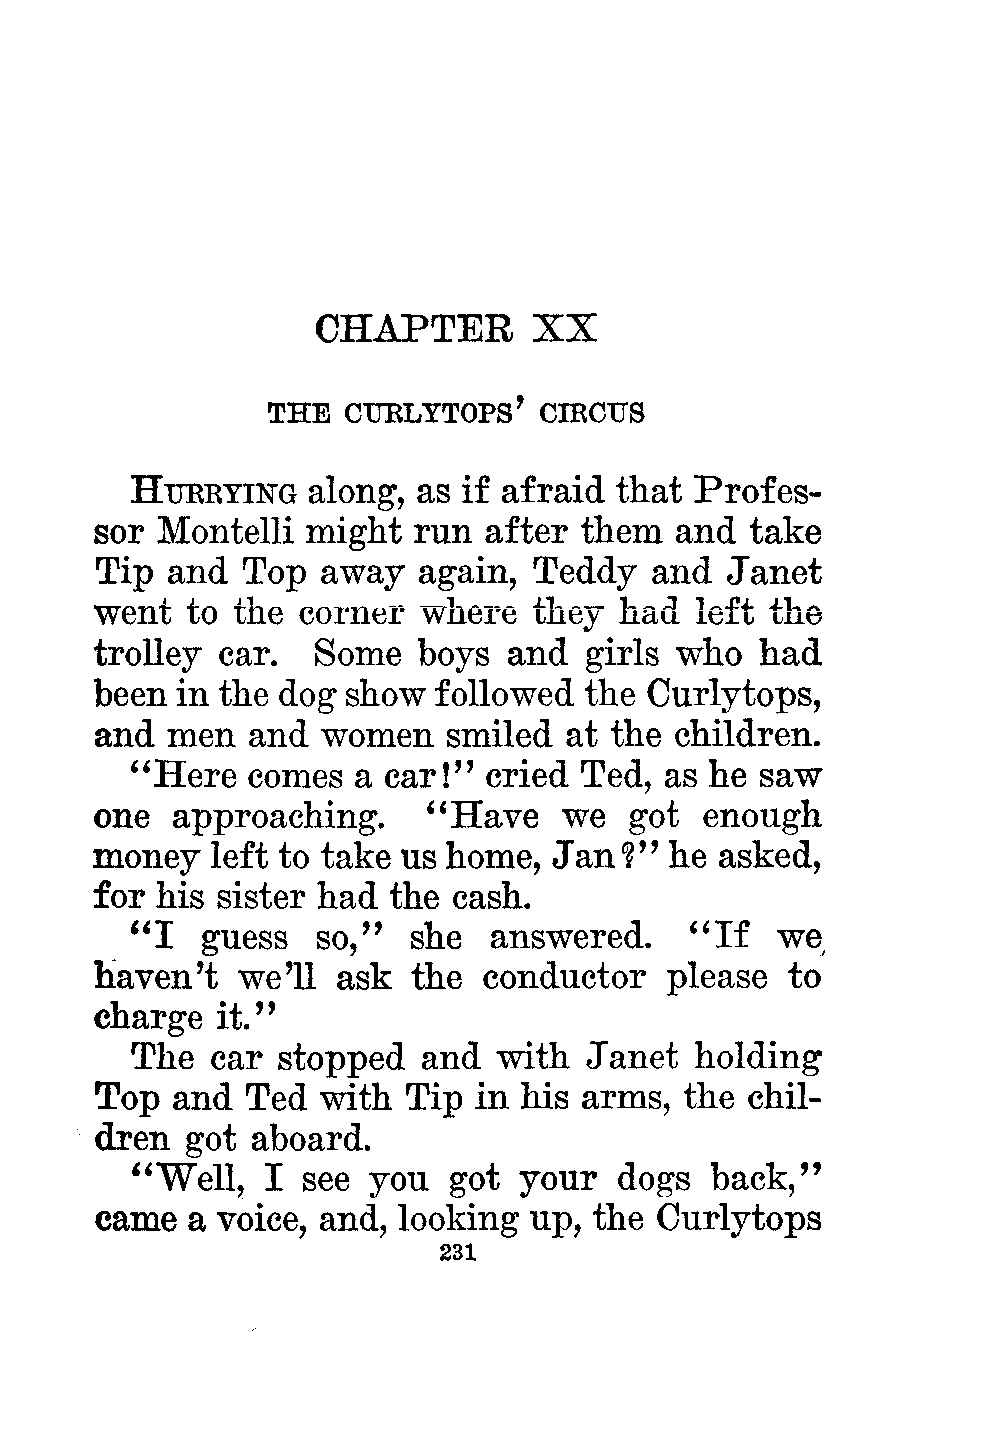 CHAPTER XX
THE CURLYTOPS' CIRCUS
HURRYING along, as if afraid that Profes-
sor Montelli might run after them and take
Tip and Top away again, Teddy and Janet
went to the corner where they had left the
trolley car. Some boys and girls who had
been in the dog show followed the Curlytops,
and men and women smiled at the children.
"Here comes a car!" cried Ted, as he saw
one approaching. "Have we got enough
money left to take us home, Jan?" he asked,
for his sister had the cash.
"I guess so," she answered. "If we
haven't we'll ask the conductor please to
charge it."
The car stopped and with Janet holding
Top and Ted with Tip in his arms, the chil-
dren got aboard.
"Well, I see you got your dogs back,"
came a voice, and, looking up, the Curlytops
231